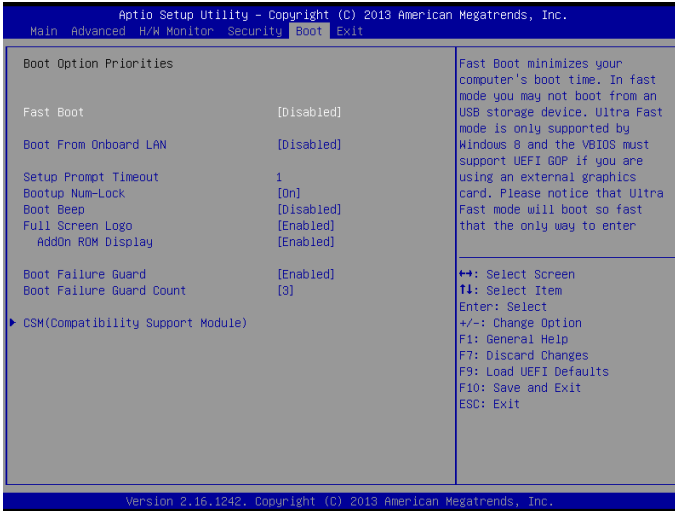 Aptio Setup Utility – Copyright (C) 2013 American Megatrends, Inc.
Main Advanced H/W Monitor Security Boot Exit
Boot Option Priorities
Fast Boot [Disabled]
Boot From Onboard LAN [Disabled]
Setup Prompt Timeout 1
Bootup Num-Lock [On]
Boot Beep [Disabled]
Full Screen Logo [Enabled]
AddOn ROM Display [Enabled]
Boot Failure Guard [Enabled]
Boot Failure Guard Count [3]
CSM(Compatibility Support Module)
Fast Boot minimizes your
computer's boot time. In fast
mode you may not boot from an
USB storage device. Ultra Fast
mode is only supported by
Windows 8 and the VBIOS must
support UEFI GOP if you are
using an external graphics
card. Please notice that Ultra
Fast mode will boot so fast
that the only way to enter
↔: Select Screen
↑↓: Select Item
Enter: Select
+/-: Change Option
F1: General Help
F7: Discard Changes
F9: Load UEFI Defaults
F10: Save and Exit
ESC: Exit
Version 2.16.1242. Copyright (C) 2013 American Megatrends, Inc.